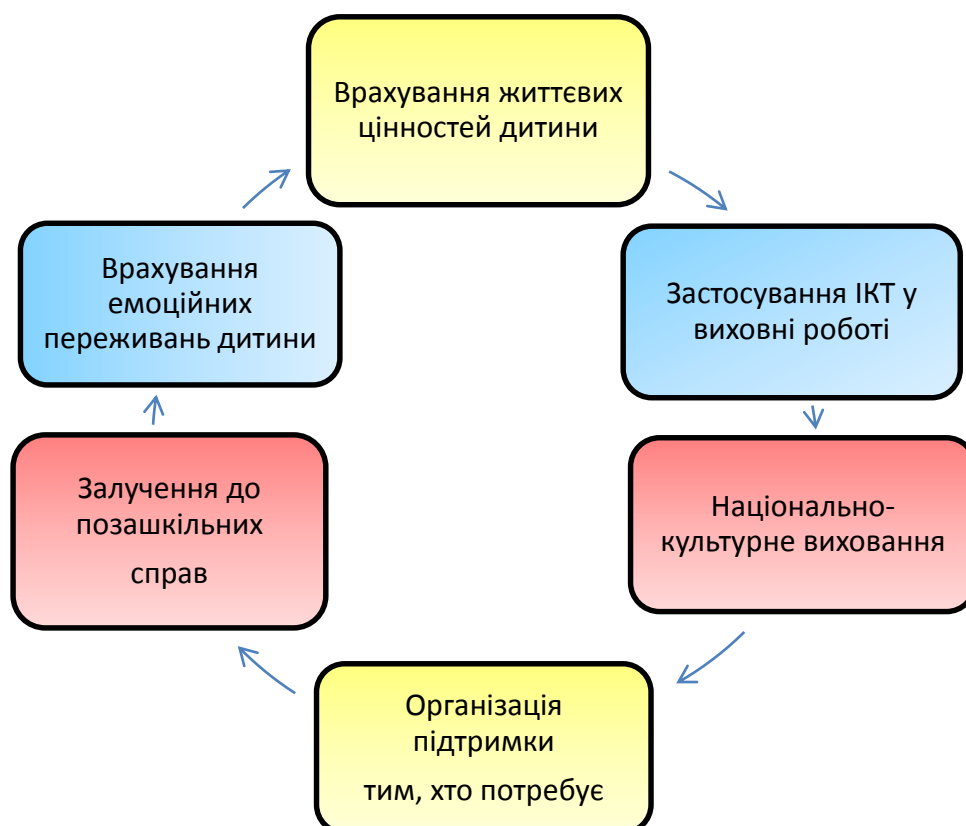 Врахування життєвих
цінностей дитини
Застосування ІКТ у
виховні роботі
Національно-
культурне виховання
Організація
підтримки
тим, хто потребує
Залучення до
позашкільних
справ
Врахування
емоційних
переживань дитини